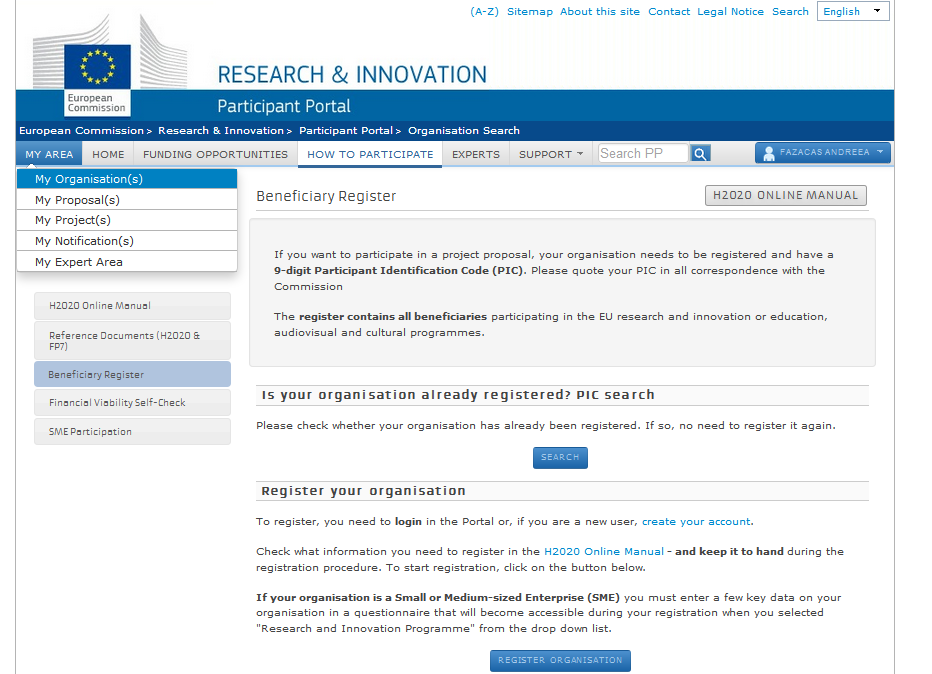 (A-Z) Sitemap About this site Contact Legal Notice Search English
European
Commission
RESEARCH & INNOVATION
Participant Portal
European Commission > Research & Innovation > Participant Portal > Organisation Search
MY AREA HOME FUNDING OPPORTUNITIES HOW TO PARTICIPATE EXPERTS SUPPORT Search PP FAZACAS ANDREEA
My Organisation(s)
My Proposal(s)
My Project(s)
My Notification(s)
My Expert Area
H2020 Online Manual
Reference Documents (H2020 &
FP7)
Beneficiary Register
Financial Viability Self-Check
SME Participation
Beneficiary Register
H2020 ONLINE MANUAL
If you want to participate in a project proposal, your organisation needs to be registered and have a
9-digit Participant Identification Code (PIC). Please quote your PIC in all correspondence with the
Commission
The register contains all beneficiaries participating in the EU research and innovation or education,
audiovisual and cultural programmes.
Is your organisation already registered? PIC search
Please check whether your organisation has already been registered. If so, no need to register it again.
SEARCH
Register your organisation
To register, you need to login in the Portal or, if you are a new user, create your account.
Check what information you need to register in the H2020 Online Manual - and keep it to hand during the
registration procedure. To start registration, click on the button below.
If your organisation is a Small or Medium-sized Enterprise (SME) you must enter a few key data on your
organisation in a questionnaire that will become accessible during your registration when you selected
"Research and Innovation Programme" from the drop down list.
REGISTER ORGANISATION